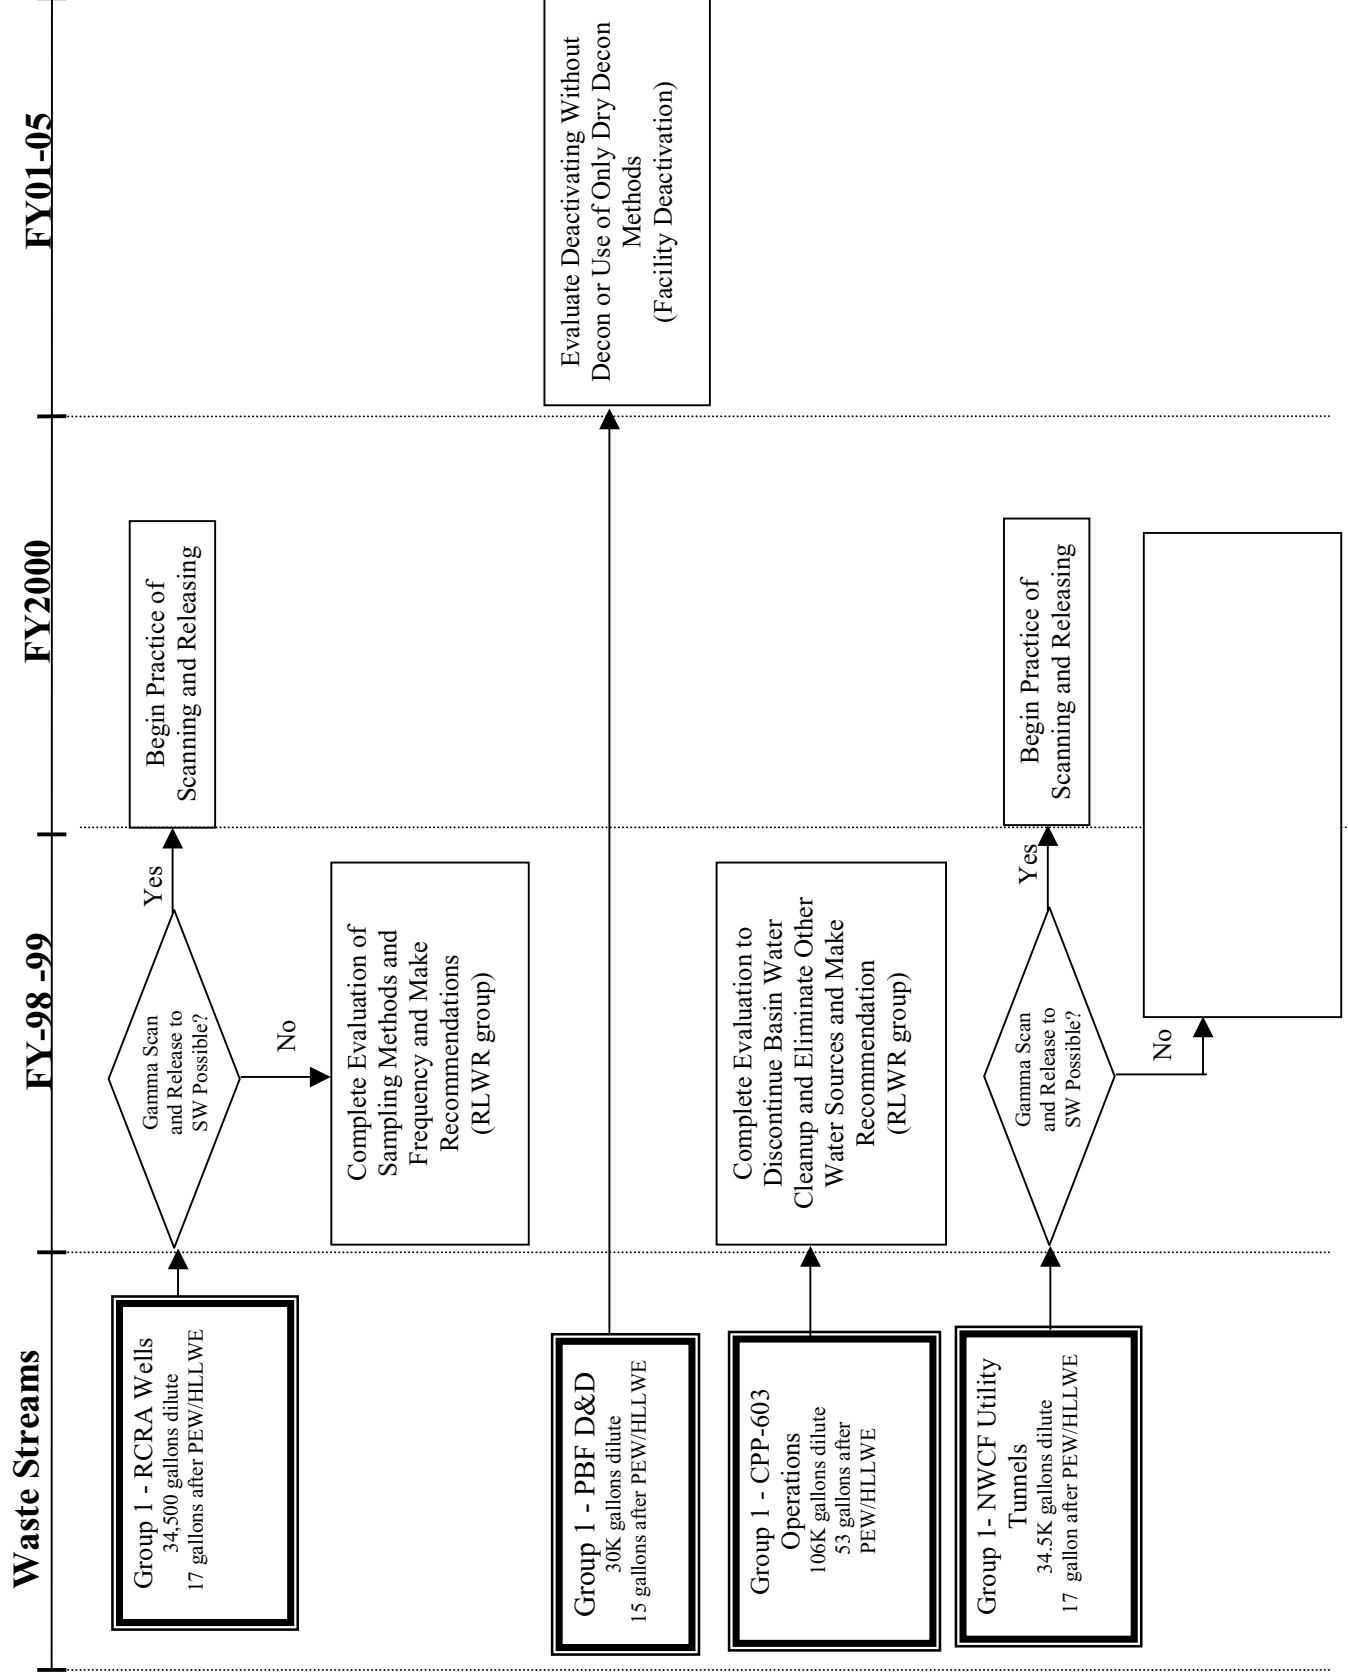 Waste Streams
FY-98 -99
FY2000
FY01-05
Group 1 - RCRA Wells
34,500 gallons dilute
17 gallons after PEW/HLLWE
Gamma Scan
and Release to
SW Possible?
Yes
Begin Practice of
Scanning and Releasing
No
Complete Evaluation of
Sampling Methods and
Frequency and Make
Recommendations
(RLWR group)
Group 1 - PBF D&D
30K gallons dilute
15 gallons after PEW/HLLWE
Evaluate Deactivating Without
Decon or Use of Only Dry Decon
Methods
(Facility Deactivation)
Group 1 - CPP-603
Operations
106K gallons dilute
53 gallons after
PEW/HLLWE
Complete Evaluation to
Discontinue Basin Water
Cleanup and Eliminate Other
Water Sources and Make
Recommendation
(RLWR group)
Group 1- NWCF Utility
Tunnels
34.5K gallons dilute
17 gallon after PEW/HLLWE
Gamma Scan
and Release to
SW Possible?
Yes
Begin Practice of
Scanning and Releasing
No